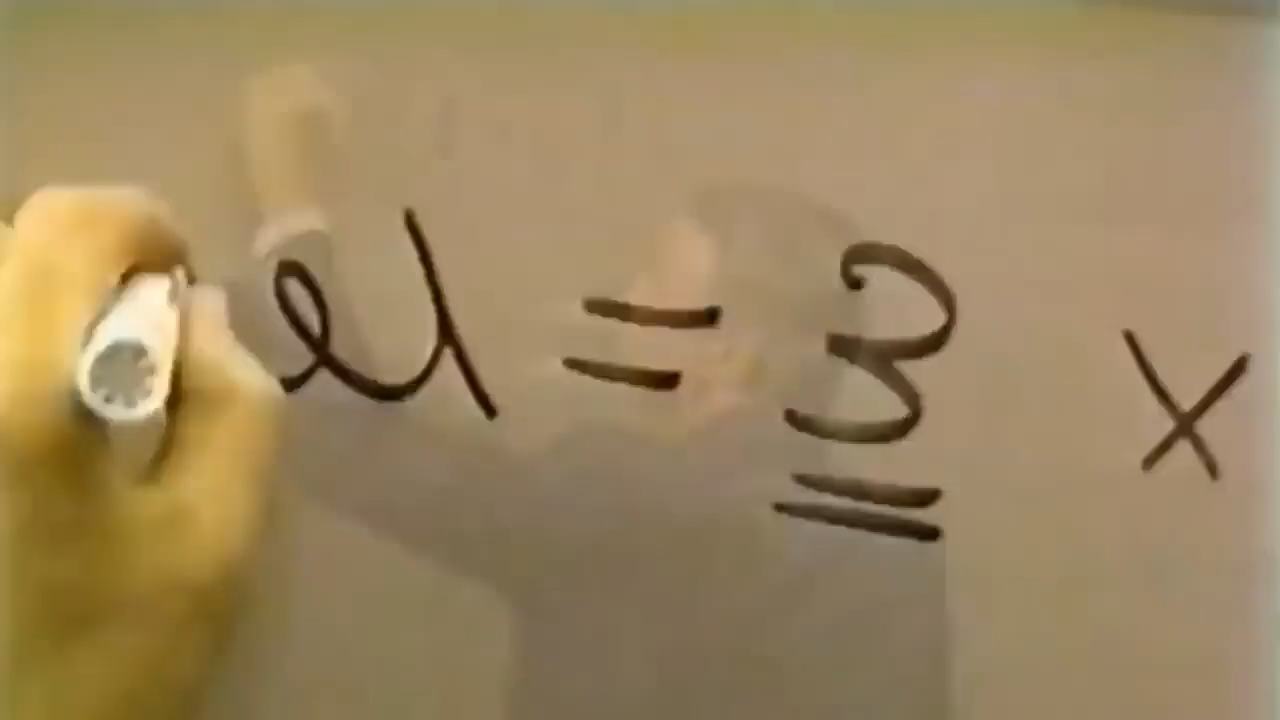 u = 3 x